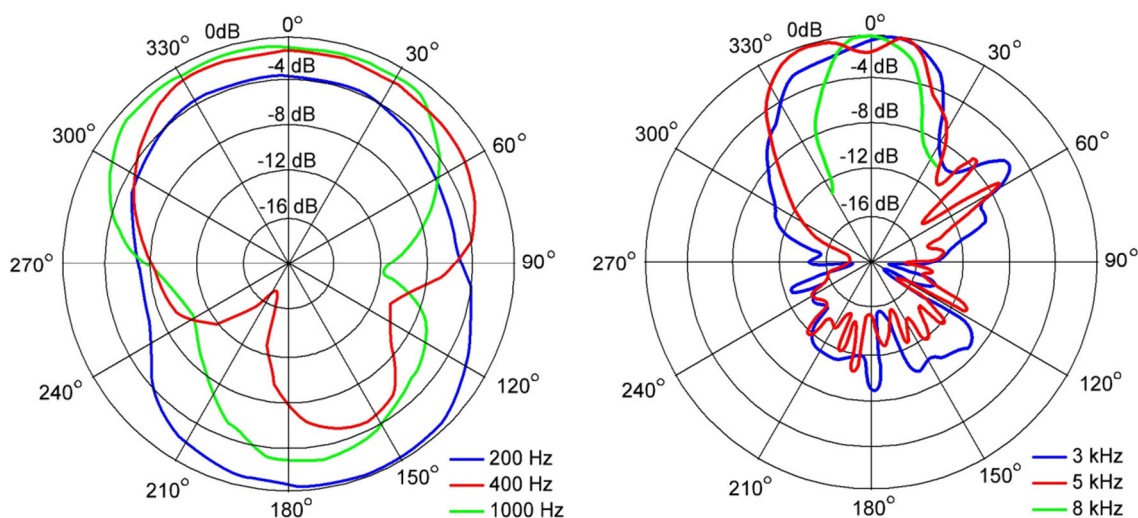 0°
0dB
330°
30°
-4 dB
-8 dB
300°
60°
-12 dB
-16 dB
270°
90°
240°
120°
210°
150°
180°
200 Hz
400 Hz
1000 Hz
0°
0dB
330°
30°
-4 dB
-8 dB
300°
60°
-12 dB
-16 dB
270°
90°
240°
120°
210°
150°
180°
3 kHz
5 kHz
8 kHz